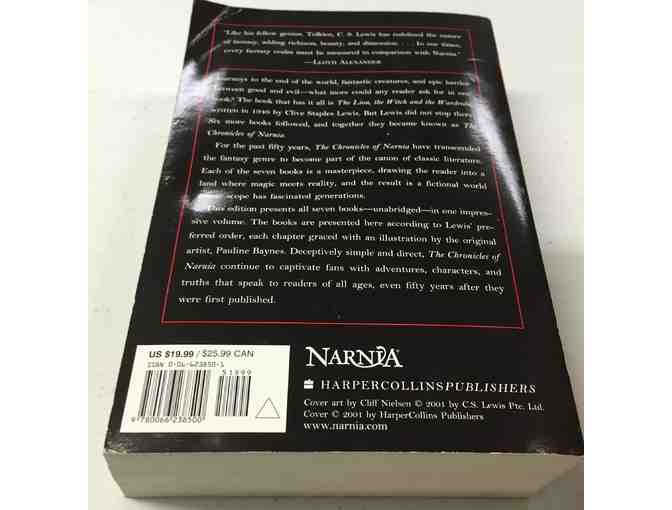 "Like his fellow genius, Tolkien, C. S. Lewis has redefined the nature
of fantasy, adding richness, beauty, and dimension. . . . In our times,
every fantasy realm must be measured in comparison with Narnia."
—Lloyd Alexander
Journeys to the end of the world, fantastic creatures, and epic battles
between good and evil—what more could any reader ask for in one
book? The book that has it all is The Lion, the Witch and the Wardrobe,
written in 1949 by Clive Staples Lewis. But Lewis did not stop there.
Six more books followed, and together they became known as The
Chronicles of Narnia.
For the past fifty years, The Chronicles of Narnia have transcended
the fantasy genre to become part of the canon of classic literature.
Each of the seven books is a masterpiece, drawing the reader into a
land where magic meets reality, and the result is a fictional world
whose scope has fascinated generations.
This edition presents all seven books—unabridged—in one impres-
sive volume. The books are presented here according to Lewis' pre-
ferred order, each chapter graced with an illustration by the original
artist, Pauline Baynes. Deceptively simple and direct, The Chronicles of
Narnia continue to captivate fans with adventures, characters, and
truths that speak to readers of all ages, even fifty years after they
were first published.
US $19.99 / $25.99 CAN
ISBN 0-06-623850-1
51999
9 780066 238500
NARNIA
HARPERCOLLINSPUBLISHERS
Cover art by Cliff Nielsen © 2001 by C.S. Lewis Pte. Ltd.
Cover © 2001 by HarperCollins Publishers
www.narnia.com